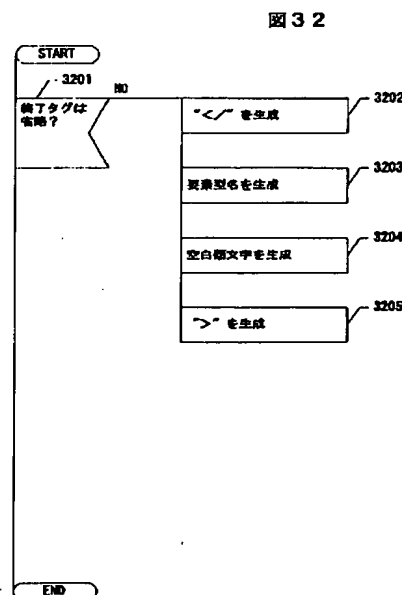 図32
START
3201
NO
終了タグは
省略？
"</" を生成
3202
要素型名を生成
3203
空白類文字を生成
3204
">" を生成
3205
END